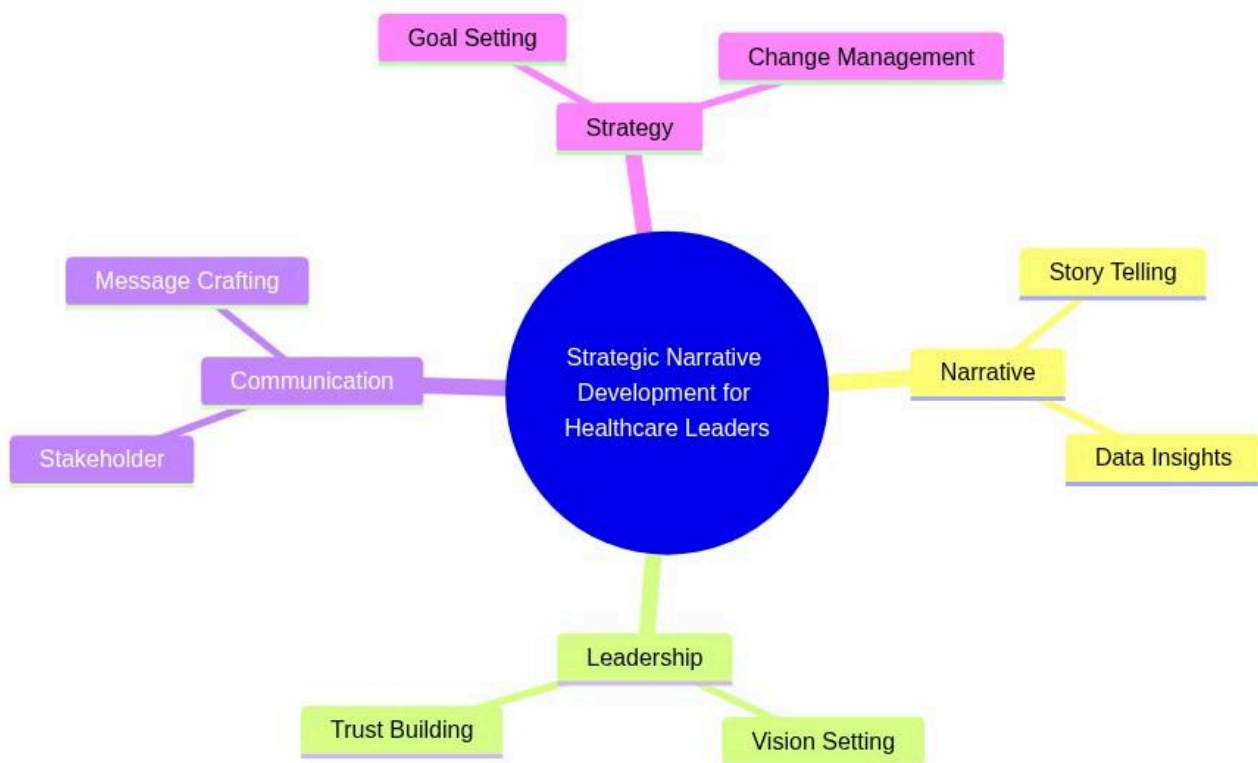 Goal Setting
Change Management
Strategy
Message Crafting
Story Telling
Communication
Strategic Narrative
Development for
Healthcare Leaders
Narrative
Stakeholder
Data Insights
Leadership
Trust Building
Vision Setting